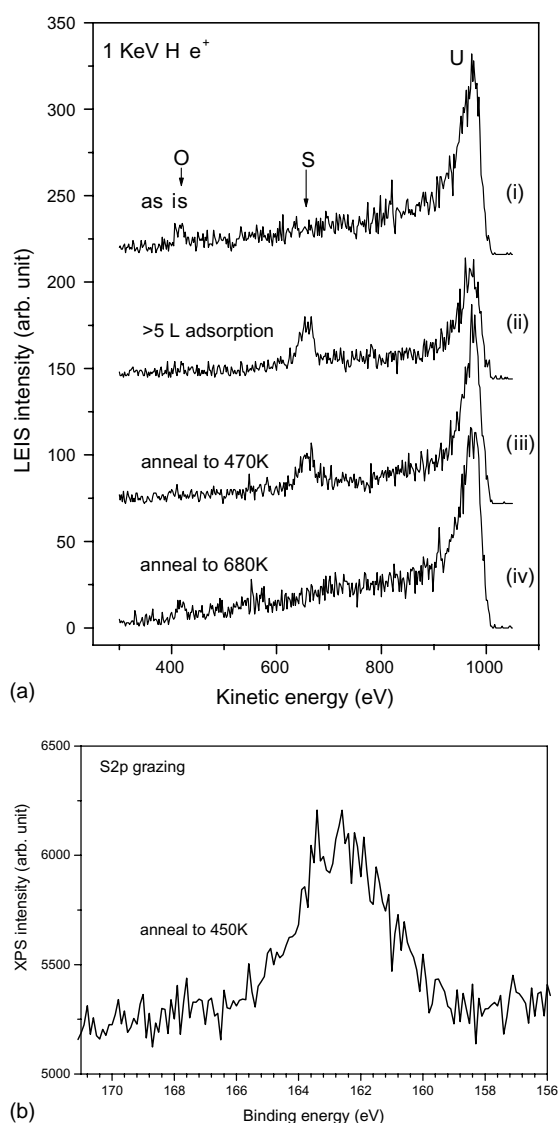 350
1 KeV H e+
U
300
O
S
250
as is
(i)
200
(ii)
>5 L adsorption
150
LEIS intensity (arb. unit)
(iii)
100
anneal to 470K
50
anneal to 680K
(iv)
0
400 600 800 1000
(a)
Kinetic energy (eV)
6500
S2p grazing
6000
XPS intensity (arb. unit)
anneal to 450K
5500
5000
170 168 166 164 162 160 158 156
(b)
Binding energy (eV)